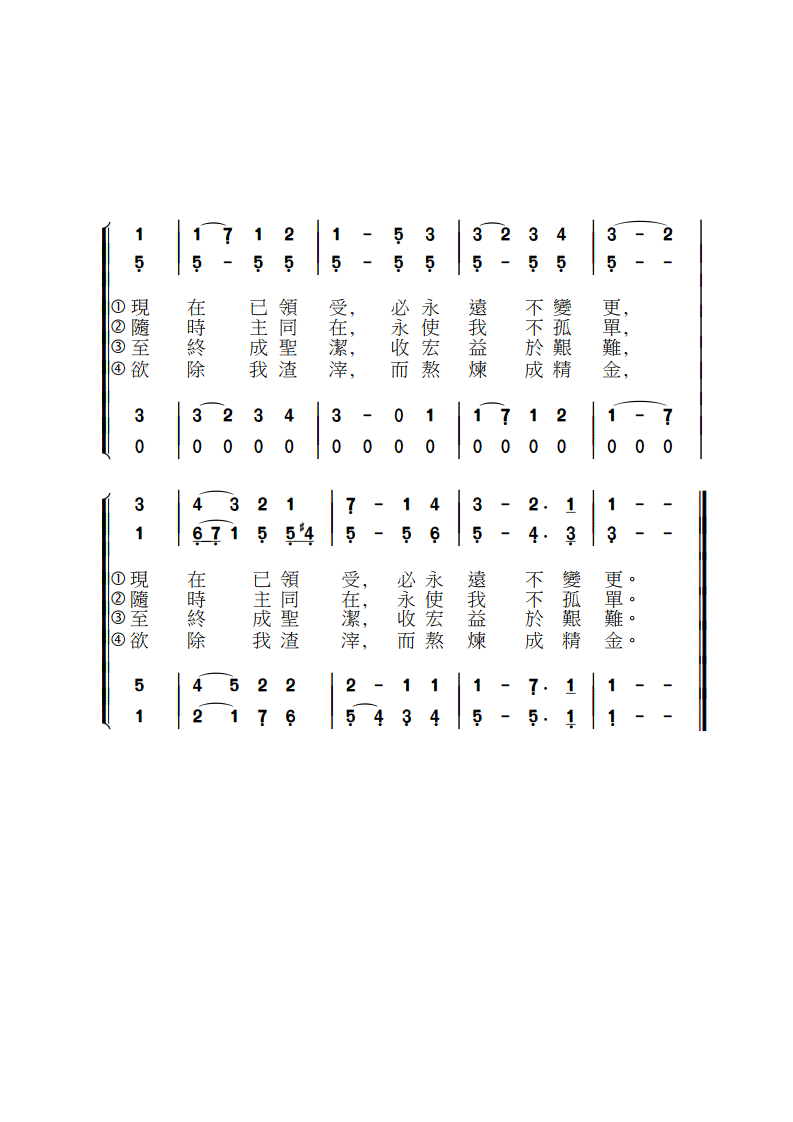 1 | 1 7 1 2 | 1 - 5 3 | 3 2 3 4 | 3 - 2 |
5 | 5 - 5 5 | 5 - 5 5 | 5 - 5 5 | 5 - - |
①現 在 已領 受, 必永 遠 不變 更,
②隨 時 主同 在, 永使 我 不孤 單,
③至 終 成聖 潔, 收宏 益 於艱 難,
④欲 除 我渣 滓, 而熬 煉 成精 金,
3 | 3 2 3 4 | 3 - 0 1 | 1 7 1 2 | 1 - 7 |
0 | 0 0 0 0 | 0 0 0 0 | 0 0 0 0 | 0 0 0 |
3 | 4 3 2 1 | 7 - 1 4 | 3 - 2. 1 | 1 - -
1 | 6 7 1 5 5 #4 | 5 - 5 6 | 5 - 4. 3 | 3 - -
①現 在 已領 受, 必永 遠 不變 更。
②隨 時 主同 在, 永使 我 不孤 單。
③至 終 成聖 潔, 收宏 益 於艱 難。
④欲 除 我渣 滓, 而熬 煉 成精 金。
5 | 4 5 2 2 | 2 - 1 1 | 1 - 7. 1 | 1 - -
1 | 2 1 7 6 | 5 4 3 4 | 5 - 5. 1 | 1 - -